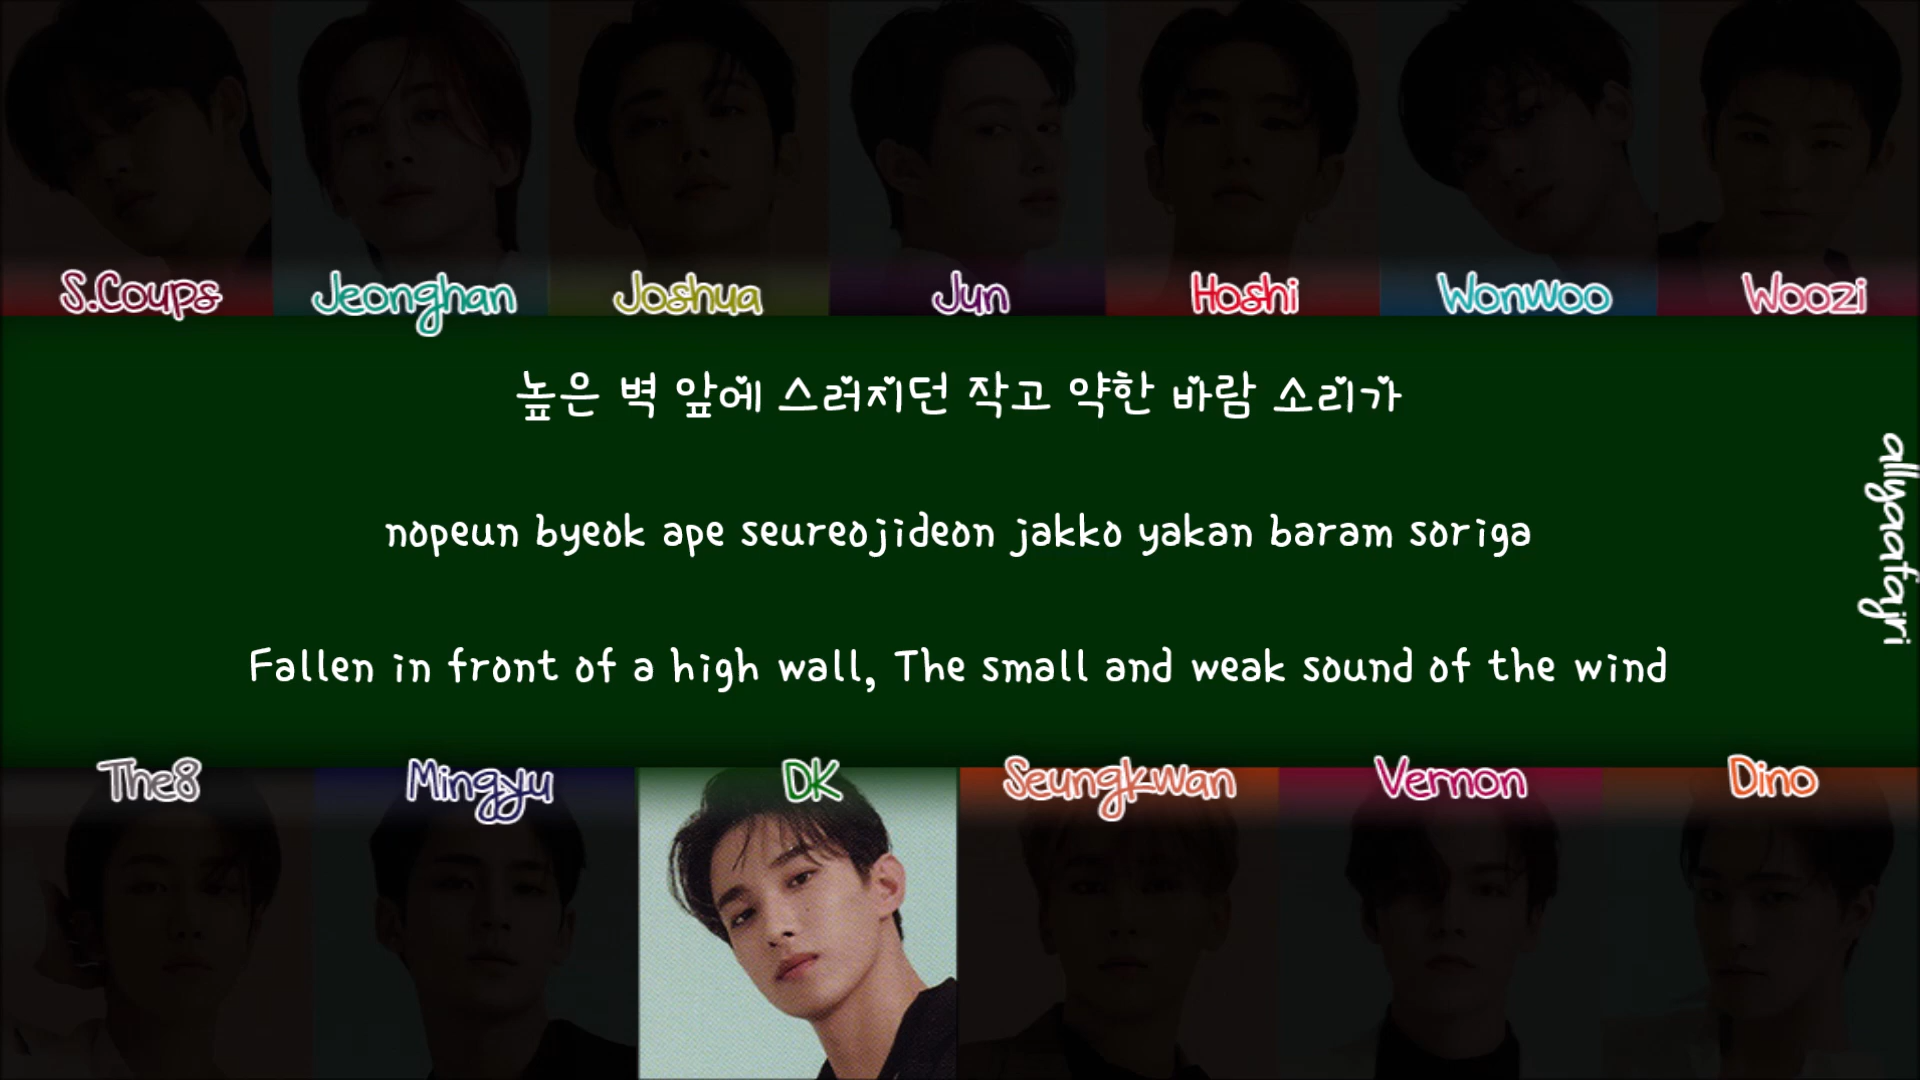 S.Coups Jeonghan Joshua Jun Hoshi Wonwoo Woozi
높은 벽 앞에 스러지던 작고 약한 바람 소리가
nopeun byeok ape seureojideon jakko yakan baram soriga
Fallen in front of a high wall, The small and weak sound of the wind
allyaafajri
The8 Mingyu DK Seungkwan Vernon Dino